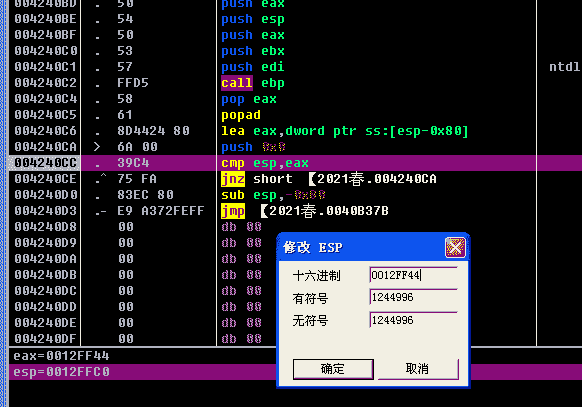 004240BD . 50 push eax
004240BE . 54 push esp
004240BF . 50 push eax
004240C0 . 53 push ebx
004240C1 . 57 push edi ntdl
004240C2 . FFD5 call ebp
004240C4 . 58 pop eax
004240C5 . 61 popad
004240C6 . 8D4424 80 lea eax,dword ptr ss:[esp-0x80]
004240CA > 6A 00 push 0x0
004240CC . 39C4 cmp esp,eax
004240CE .^ 75 FA jnz short 【2021春.004240CA
004240D0 . 83EC 80 sub esp,-0x80
004240D3 .- E9 A372FEFF jmp 【2021春.0040B37B
004240D8 00 db 00
004240D9 00 db 00
004240DA 00 db 00
004240DB 00 db 00
004240DC 00 db 00
004240DD 00 db 00
004240DE 00 db 00
004240DF 00 db 00
修改 ESP
十六进制 0012FF44
有符号 1244996
无符号 1244996
确定 取消
eax=0012FF44
esp=0012FFC0